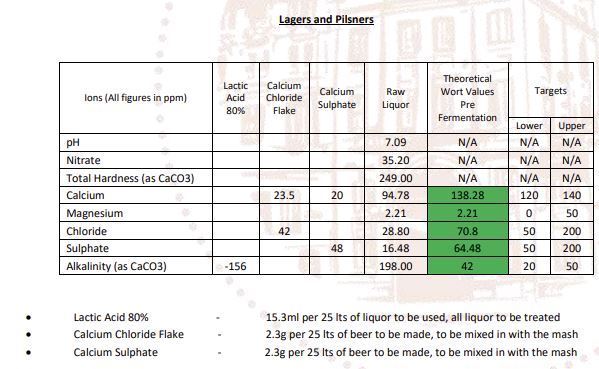 Lagers and Pilsners
Ions (All figures in ppm) Lactic Acid 80% Calcium Chloride Flake Calcium Sulphate Raw Liquor Theoretical Wort Values Pre Fermentation Targets
Lower Upper
pH 7.09 N/A N/A N/A
Nitrate 35.20 N/A N/A N/A
Total Hardness (as CaCO3) 249.00 N/A N/A N/A
Calcium 23.5 20 94.78 138.28 120 140
Magnesium 2.21 2.21 0 50
Chloride 42 28.80 70.8 50 200
Sulphate 48 16.48 64.48 50 200
Alkalinity (as CaCO3) -156 198.00 42 20 50
• Lactic Acid 80% - 15.3ml per 25 lts of liquor to be used, all liquor to be treated
• Calcium Chloride Flake - 2.3g per 25 lts of beer to be made, to be mixed in with the mash
• Calcium Sulphate - 2.3g per 25 lts of beer to be made, to be mixed in with the mash